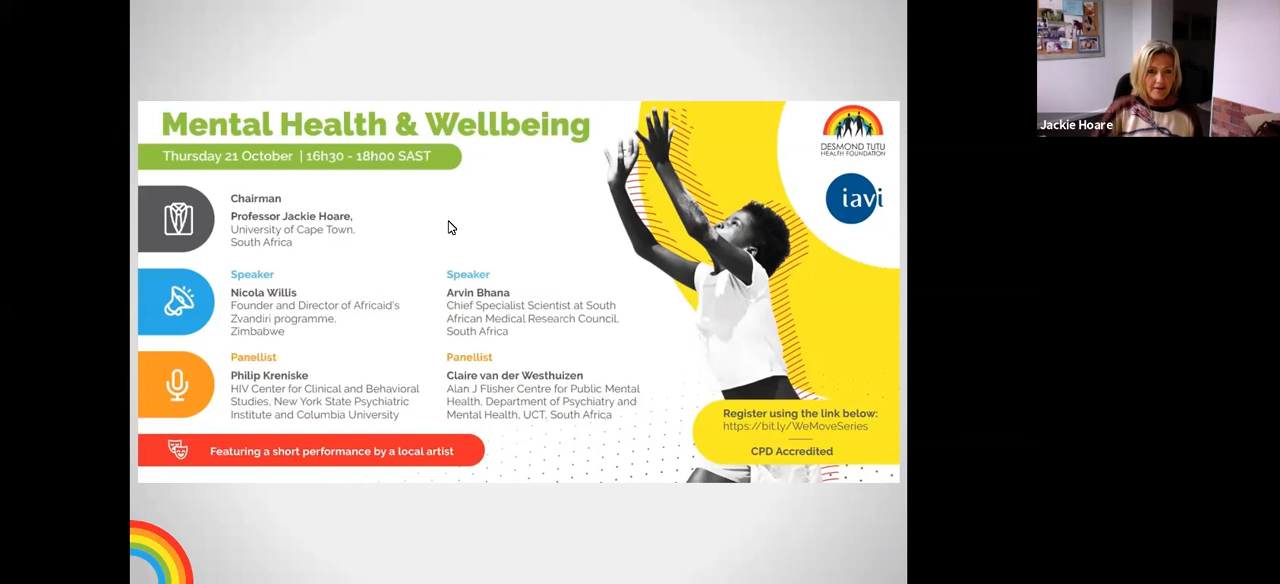 Mental Health & Wellbeing
Thursday 21 October | 16h30 - 18h00 SAST
Chairman
Professor Jackie Hoare,
University of Cape Town,
South Africa
Speaker
Nicola Willis
Founder and Director of Africaid's
Zvandiri programme,
Zimbabwe
Speaker
Arvin Bhana
Chief Specialist Scientist at South
African Medical Research Council,
South Africa
Panellist
Philip Kreniske
HIV Center for Clinical and Behavioral
Studies, New York State Psychiatric
Institute and Columbia University
Panellist
Claire van der Westhuizen
Alan J Flisher Centre for Public Mental
Health, Department of Psychiatry and
Mental Health, UCT, South Africa
Featuring a short performance by a local artist
DESMOND TUTU
HEALTH FOUNDATION
iavi
Register using the link below:
https://bit.ly/WeMoveSeries
CPD Accredited
Jackie Hoare